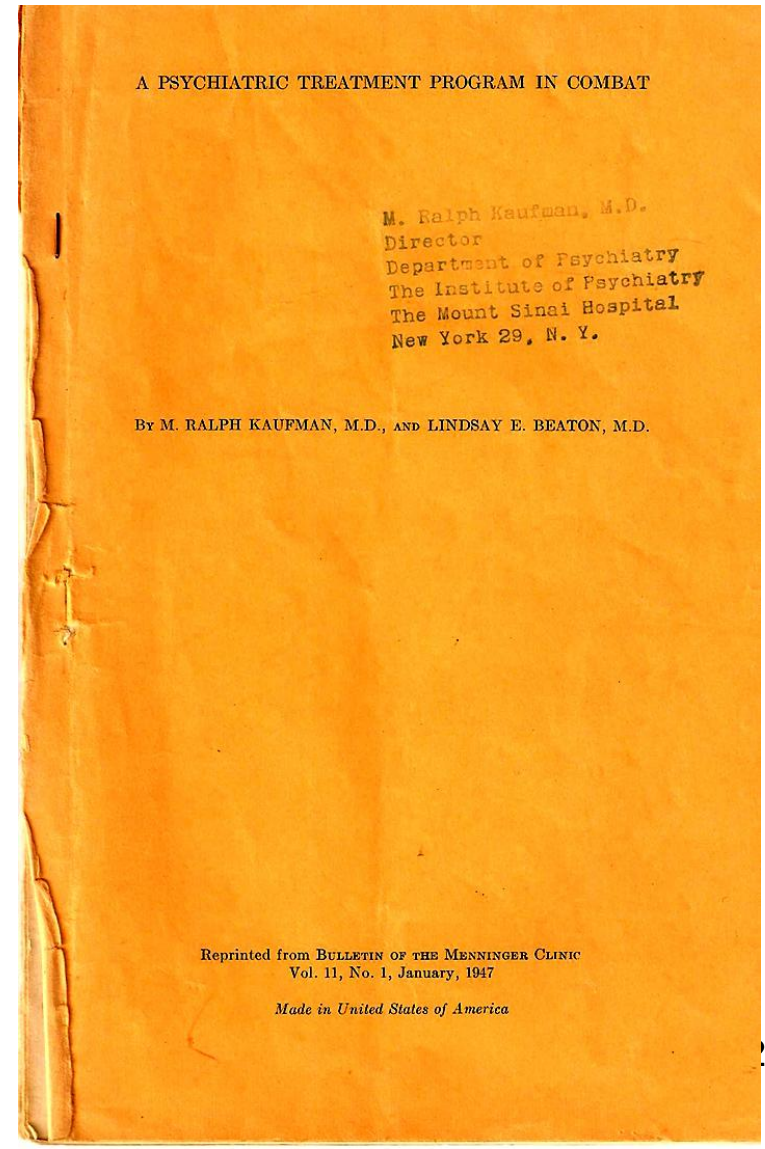 A PSYCHIATRIC TREATMENT PROGRAM IN COMBAT
M. Ralph Kaufman, M.D.
Director
Department of Psychiatry
The Institute of Psychiatry
The Mount Sinai Hospital
New York 29, N. Y.
By M. RALPH KAUFMAN, M.D., AND LINDSAY E. BEATON, M.D.
Reprinted from BULLETIN OF THE MENNINGER CLINIC
Vol. 11, No. 1, January, 1947
Made in United States of America